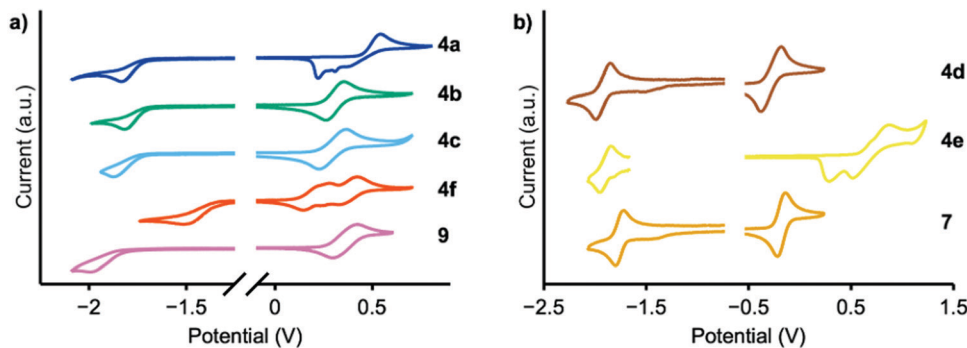 a)
4a
4b
4c
4f
9
Current (a.u.)
−2 −1.5 0 0.5
Potential (V)
b)
4d
4e
7
Current (a.u.)
−2.5 −1.5 −0.5 0.5 1.5
Potential (V)